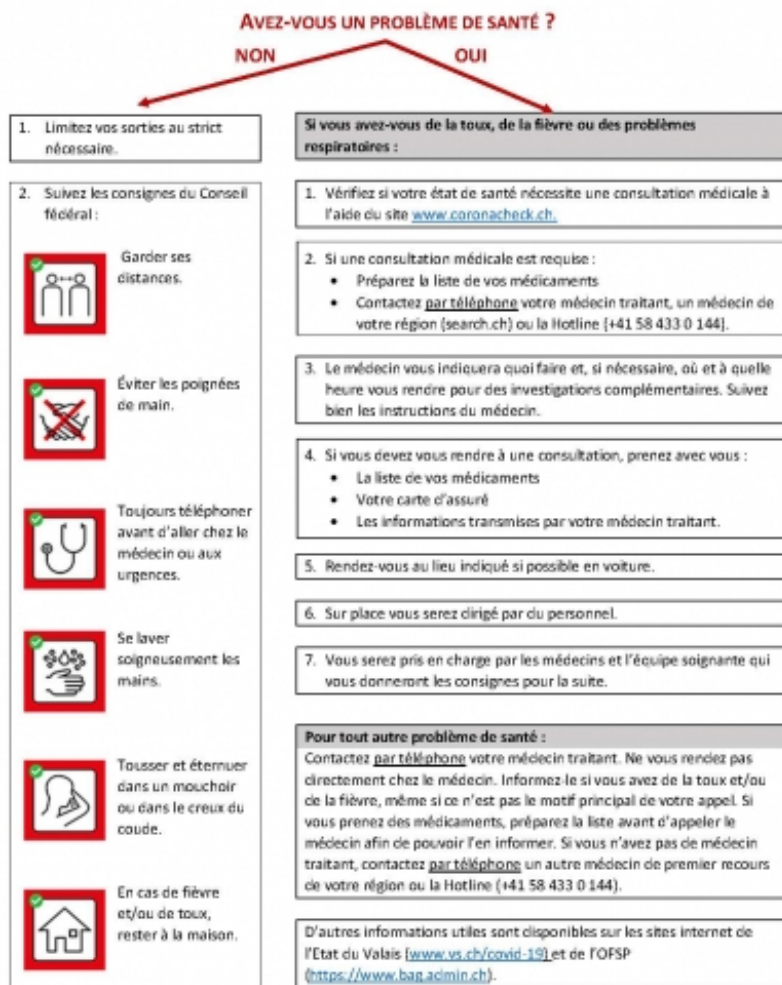 AVEZ-VOUS UN PROBLÈME DE SANTÉ ?
NON
OUI
1. Limitez vos sorties au strict
nécessaire.
2. Suivez les consignes du Conseil
fédéral :
Garder ses
distances.
Éviter les poignées
de main.
Toujours téléphoner
avant d'aller chez le
médecin ou aux
urgences.
Se laver
soigneusement les
mains.
Tousser et éternuer
dans un mouchoir
ou dans le creux du
coude.
En cas de fièvre
et/ou de toux,
rester à la maison.
Si vous avez-vous de la toux, de la fièvre ou des problèmes
respiratoires :
1. Vérifiez si votre état de santé nécessite une consultation médicale à
l'aide du site www.coronacheck.ch.
2. Si une consultation médicale est requise :
• Préparez la liste de vos médicaments
• Contactez par téléphone votre médecin traitant, un médecin de
votre région (search.ch) ou la Hotline (+41 58 433 0 144).
3. Le médecin vous indiquera quoi faire et, si nécessaire, où et à quelle
heure vous rendre pour des investigations complémentaires. Suivez
bien les instructions du médecin.
4. Si vous devez vous rendre à une consultation, prenez avec vous :
• La liste de vos médicaments
• Votre carte d'assuré
• Les informations transmises par votre médecin traitant.
5. Rendez-vous au lieu indiqué si possible en voiture.
6. Sur place vous serez dirigé par du personnel.
7. Vous serez pris en charge par les médecins et l'équipe soignante qui
vous donneront les consignes pour la suite.
Pour tout autre problème de santé :
Contactez par téléphone votre médecin traitant. Ne vous rendez pas
directement chez le médecin. Informez-le si vous avez de la toux et/ou
de la fièvre, même si ce n'est pas le motif principal de votre appel. Si
vous prenez des médicaments, préparez la liste avant d'appeler le
médecin afin de pouvoir l'en informer. Si vous n'avez pas de médecin
traitant, contactez par téléphone un autre médecin de premier recours
de votre région ou la Hotline (+41 58 433 0 144).
D'autres informations utiles sont disponibles sur les sites internet de
l'Etat du Valais (www.vs.ch/covid-19) et de l'OFSP
(https://www.bag.admin.ch).